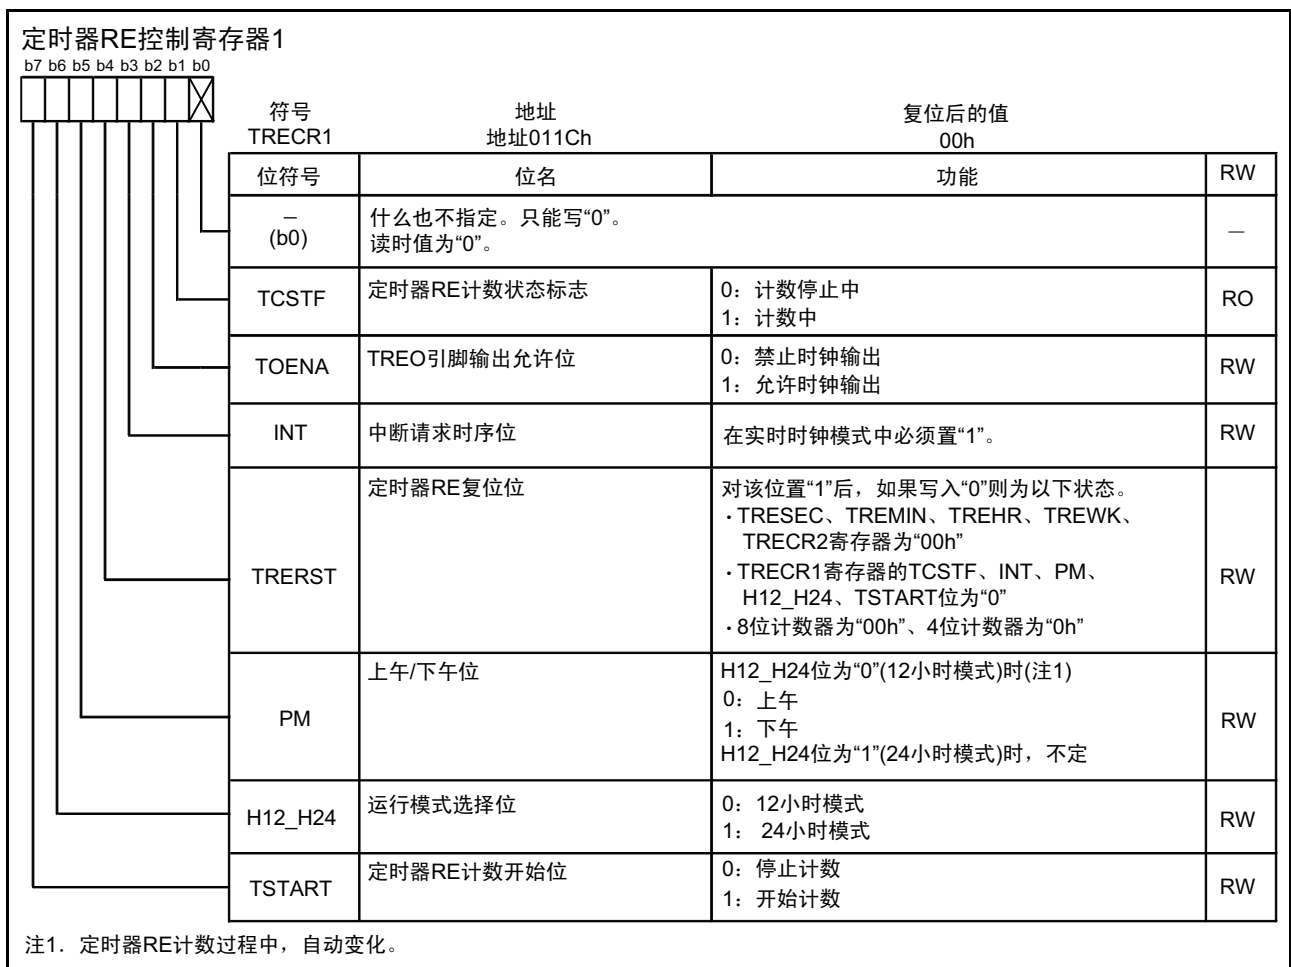 定时器RE控制寄存器1
b7 b6 b5 b4 b3 b2 b1 b0
符号 地址 复位后的值
TRECR1 地址011Ch 00h
位符号 位名 功能 RW
—
(b0)
什么也不指定。只能写“0”。
读时值为“0”。
—
TCSTF
定时器RE计数状态标志
0：计数停止中
1：计数中
RO
TOENA
TREO引脚输出允许位
0：禁止时钟输出
1：允许时钟输出
RW
INT
中断请求时序位
在实时时钟模式中必须置“1”。
RW
TRERST
定时器RE复位位
对该位置“1”后，如果写入“0”则为以下状态。
・TRESEC、TREMIN、TREHR、TREWK、
TRECR2寄存器为“00h”
・TRECR1寄存器的TCSTF、INT、PM、
H12_H24、TSTART位为“0”
・8位计数器为“00h”、4位计数器为“0h”
RW
PM
上午/下午位
H12_H24位为“0”(12小时模式)时(注1)
0：上午
1：下午
H12_H24位为“1”(24小时模式)时，不定
RW
H12_H24
运行模式选择位
0：12小时模式
1： 24小时模式
RW
TSTART
定时器RE计数开始位
0：停止计数
1：开始计数
RW
注1．定时器RE计数过程中，自动变化。